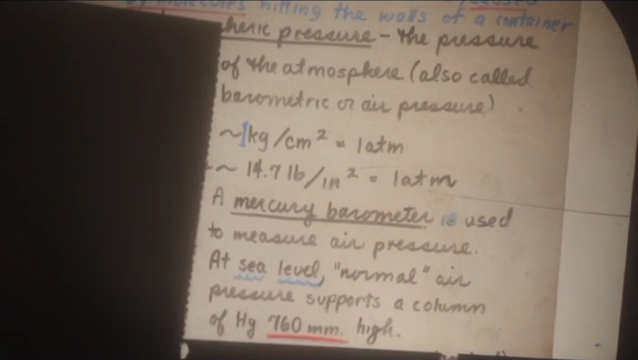 of molecules hitting the walls of a container
heric pressure - the pressure
of the atmosphere (also called
barometric or air pressure)
~1kg/cm² = 1atm
~ 14.7 lb/in² = 1atm
A mercury barometer is used
to measure air pressure.
At sea level, "normal" air
pressure supports a column
of Hg 760 mm. high.